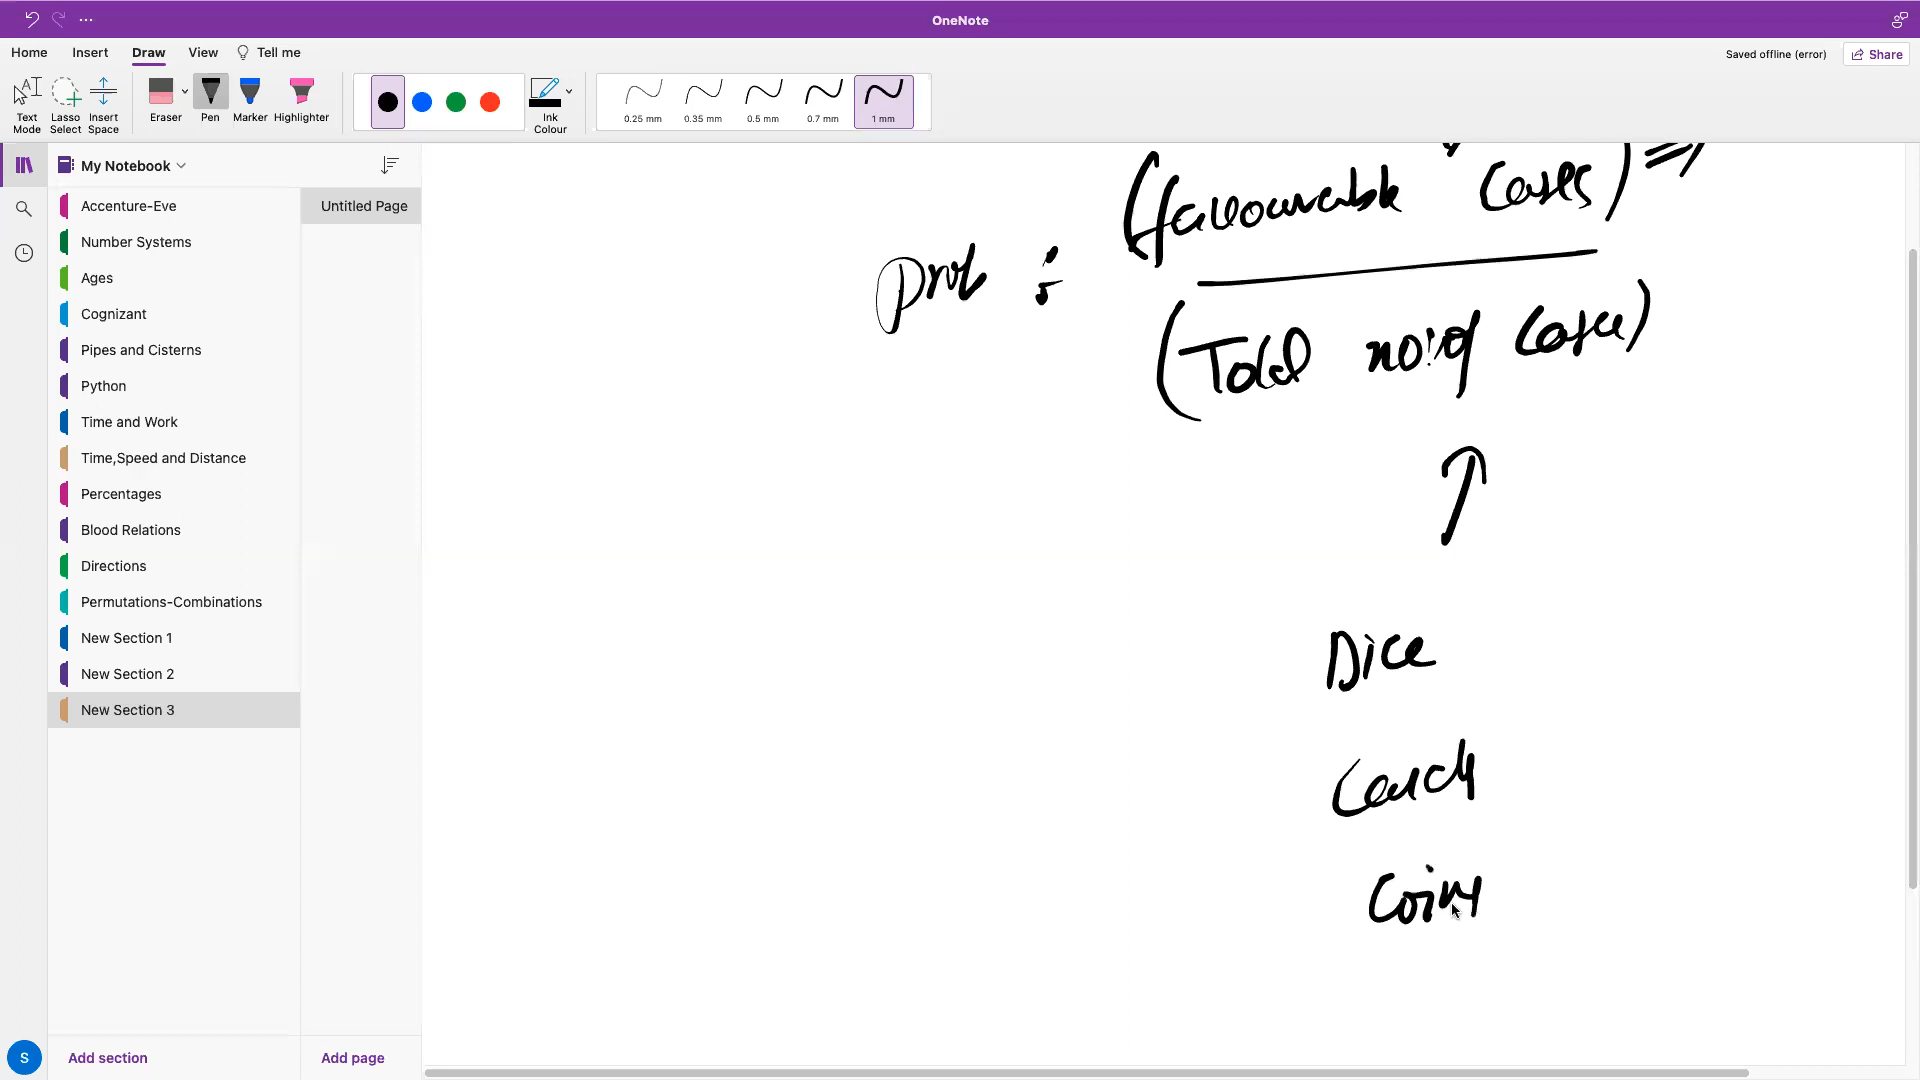 OneNote
Home Insert Draw View Tell me
Saved offline (error) Share
Text Mode
Lasso Select
Insert Space
Eraser
Pen
Marker
Highlighter
Ink Colour
0.25 mm
0.35 mm
0.5 mm
0.7 mm
1 mm
My Notebook
Accenture-Eve
Number Systems
Ages
Cognizant
Pipes and Cisterns
Python
Time and Work
Time,Speed and Distance
Percentages
Blood Relations
Directions
Permutations-Combinations
New Section 1
New Section 2
New Section 3
Add section
Untitled Page
Add page
S
(favourable cases) ⇒
Prob :
(Total no: of cases)
Dice
Cards
Coins